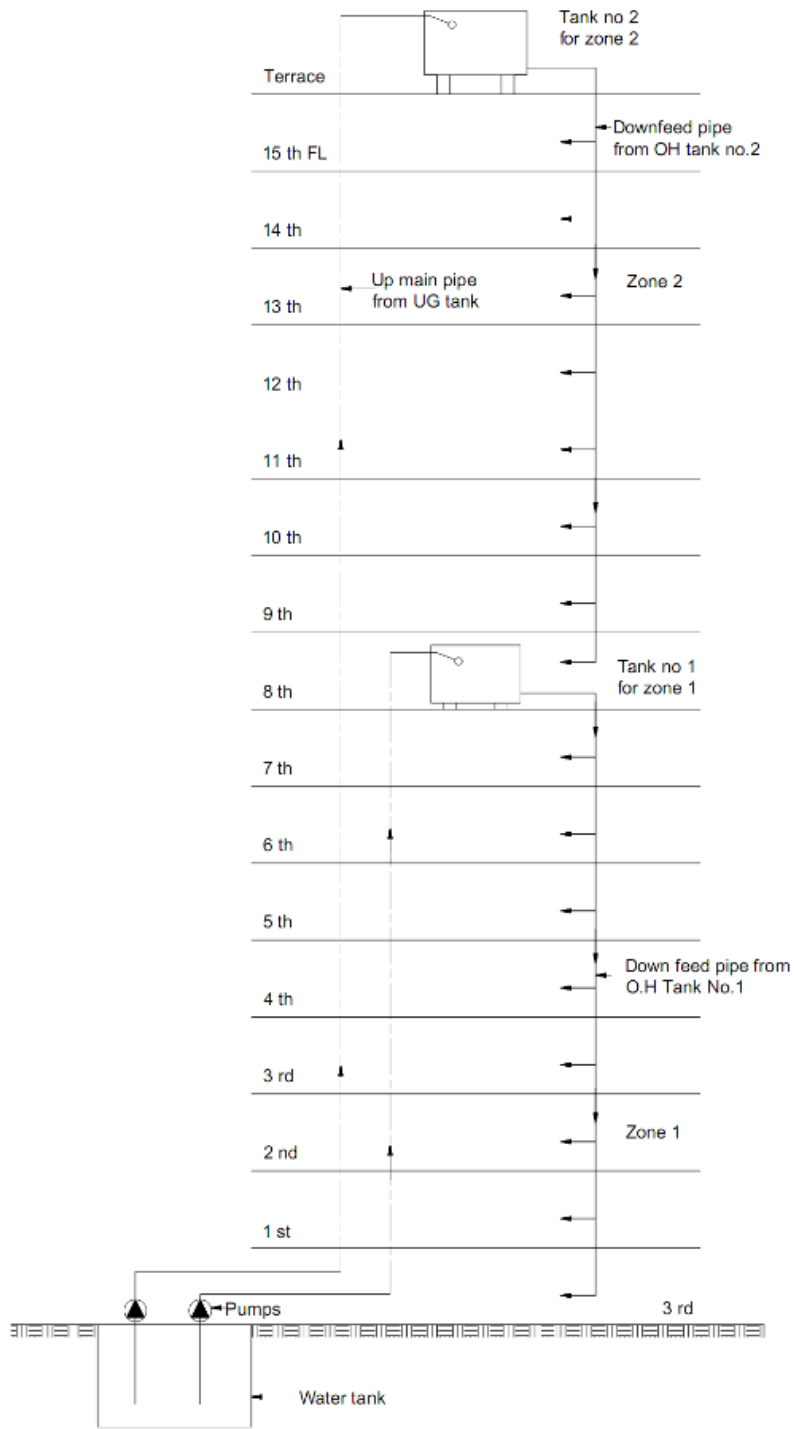 Tank no 2
for zone 2
Terrace
Downfeed pipe
from OH tank no.2
15 th FL
14 th
Up main pipe
from UG tank
Zone 2
13 th
12 th
11 th
10 th
9 th
Tank no 1
for zone 1
8 th
7 th
6 th
5 th
Down feed pipe from
O.H Tank No.1
4 th
3 rd
Zone 1
2 nd
1 st
Pumps
3 rd
Water tank